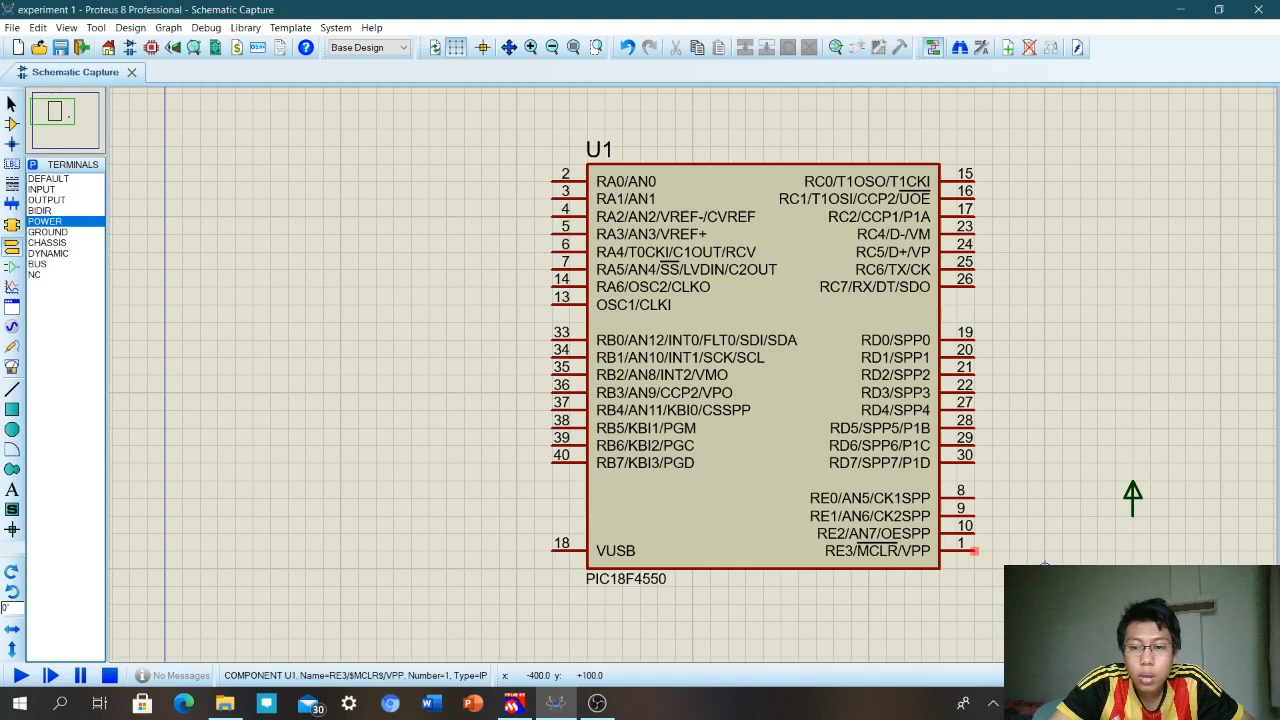 experiment 1 - Proteus 8 Professional - Schematic Capture
File Edit View Tool Design Graph Debug Library Template System Help
Base Design
Schematic Capture
TERMINALS
DEFAULT
INPUT
OUTPUT
BIDIR
POWER
GROUND
CHASSIS
DYNAMIC
BUS
NC
U1
2 RA0/AN0 RC0/T1OSO/T1CKI 15
3 RA1/AN1 RC1/T1OSI/CCP2/UOE 16
4 RA2/AN2/VREF-/CVREF RC2/CCP1/P1A 17
5 RA3/AN3/VREF+ RC4/D-/VM 23
6 RA4/T0CKI/C1OUT/RCV RC5/D+/VP 24
7 RA5/AN4/SS/LVDIN/C2OUT RC6/TX/CK 25
14 RA6/OSC2/CLKO RC7/RX/DT/SDO 26
13 OSC1/CLKI
33 RB0/AN12/INT0/FLT0/SDI/SDA RD0/SPP0 19
34 RB1/AN10/INT1/SCK/SCL RD1/SPP1 20
35 RB2/AN8/INT2/VMO RD2/SPP2 21
36 RB3/AN9/CCP2/VPO RD3/SPP3 22
37 RB4/AN11/KBI0/CSSPP RD4/SPP4 27
38 RB5/KBI1/PGM RD5/SPP5/P1B 28
39 RB6/KBI2/PGC RD6/SPP6/P1C 29
40 RB7/KBI3/PGD RD7/SPP7/P1D 30
RE0/AN5/CK1SPP 8
RE1/AN6/CK2SPP 9
RE2/AN7/OESPP 10
18 VUSB RE3/MCLR/VPP 1
PIC18F4550
0°
No Messages COMPONENT U1, Name=RE3/$MCLR$/VPP, Number=1, Type=IP x: -400.0 y: +100.0
30